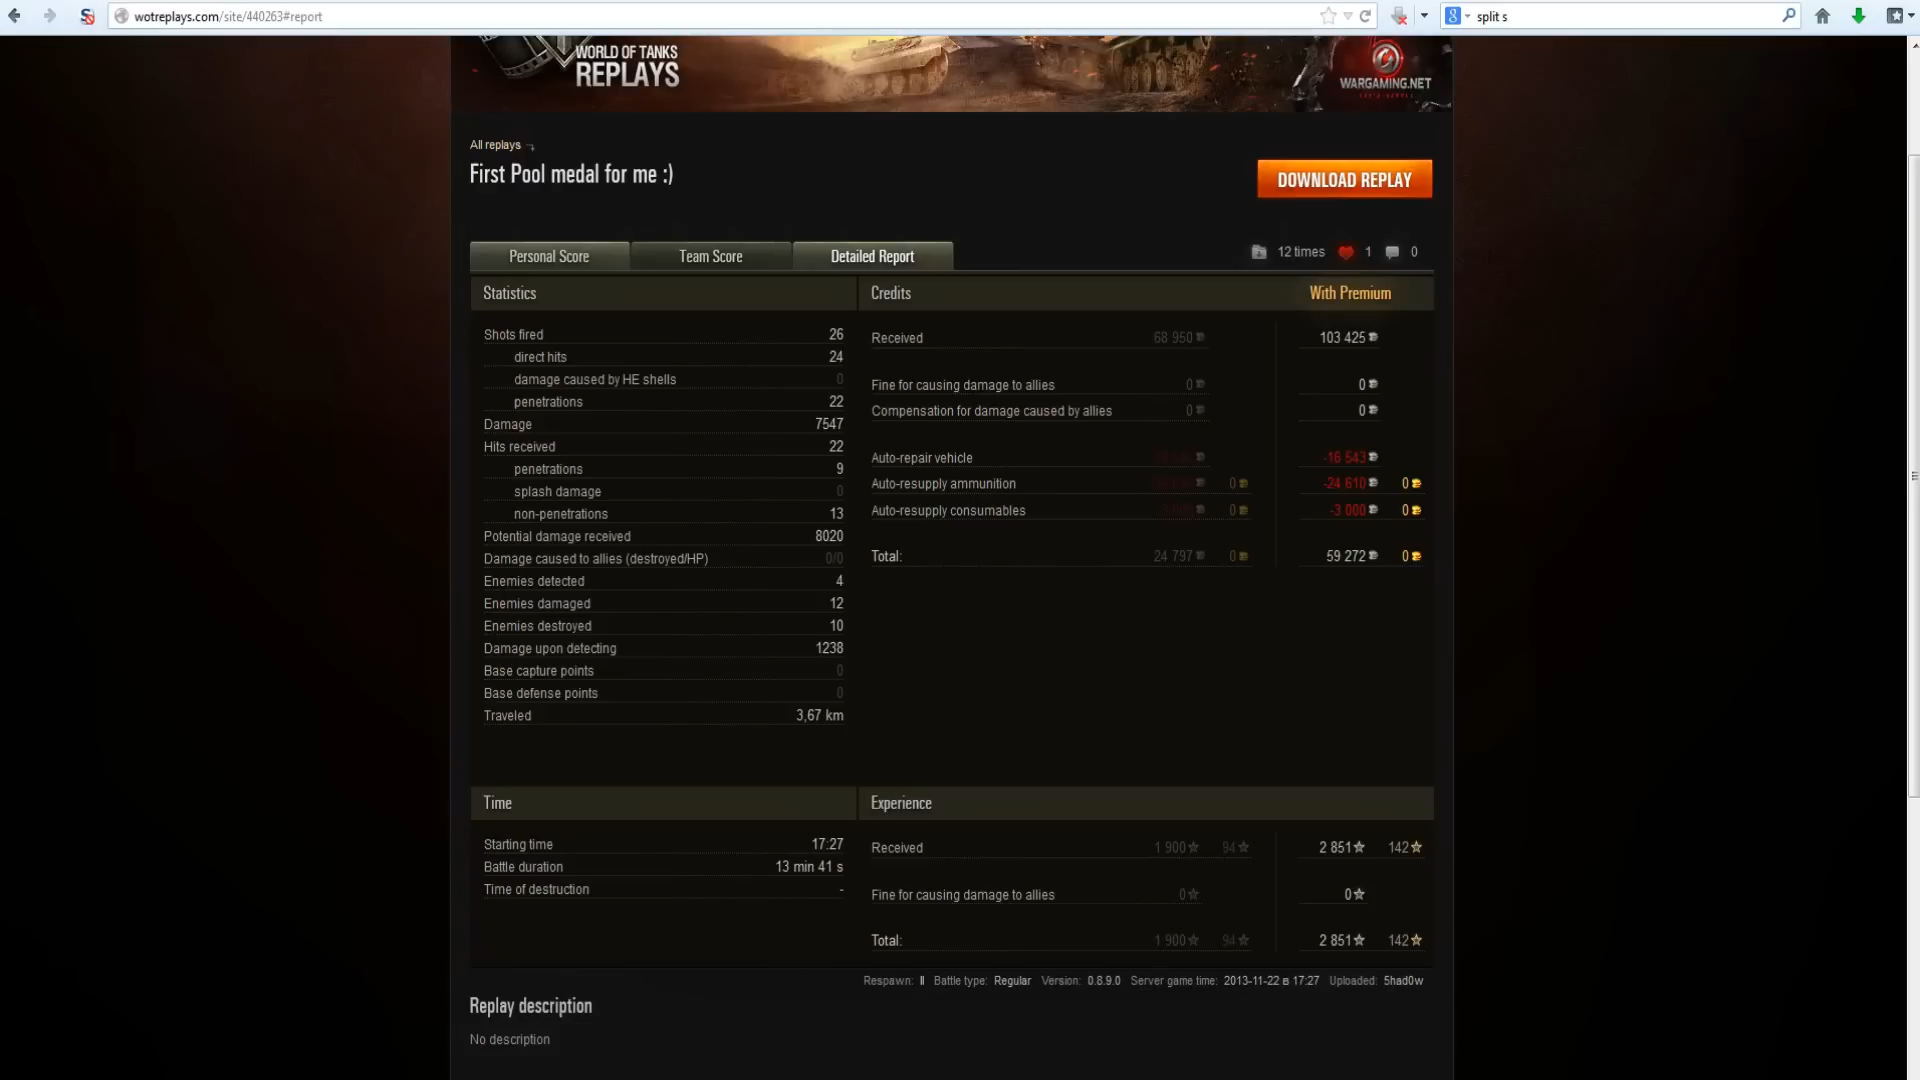 wotreplays.com/site/440263#report
split s
WORLD OF TANKS
REPLAYS
WARGAMING.NET
All replays
First Pool medal for me :)
DOWNLOAD REPLAY
Personal Score
Team Score
Detailed Report
12 times
1
0
Statistics
Shots fired 26
direct hits 24
damage caused by HE shells 0
penetrations 22
Damage 7547
Hits received 22
penetrations 9
splash damage 0
non-penetrations 13
Potential damage received 8020
Damage caused to allies (destroyed/HP) 0/0
Enemies detected 4
Enemies damaged 12
Enemies destroyed 10
Damage upon detecting 1238
Base capture points 0
Base defense points 0
Traveled 3,67 km
Credits With Premium
Received 68 950 103 425
Fine for causing damage to allies 0 0
Compensation for damage caused by allies 0 0
Auto-repair vehicle -16 543
Auto-resupply ammunition 0 -24 610 0
Auto-resupply consumables 0 -3 000 0
Total: 24 797 0 59 272 0
Time
Starting time 17:27
Battle duration 13 min 41 s
Time of destruction -
Experience
Received 1 900 94 2 851 142
Fine for causing damage to allies 0 0
Total: 1 900 94 2 851 142
Respawn: II Battle type: Regular Version: 0.8.9.0 Server game time: 2013-11-22 в 17:27 Uploaded: 5had0w
Replay description
No description